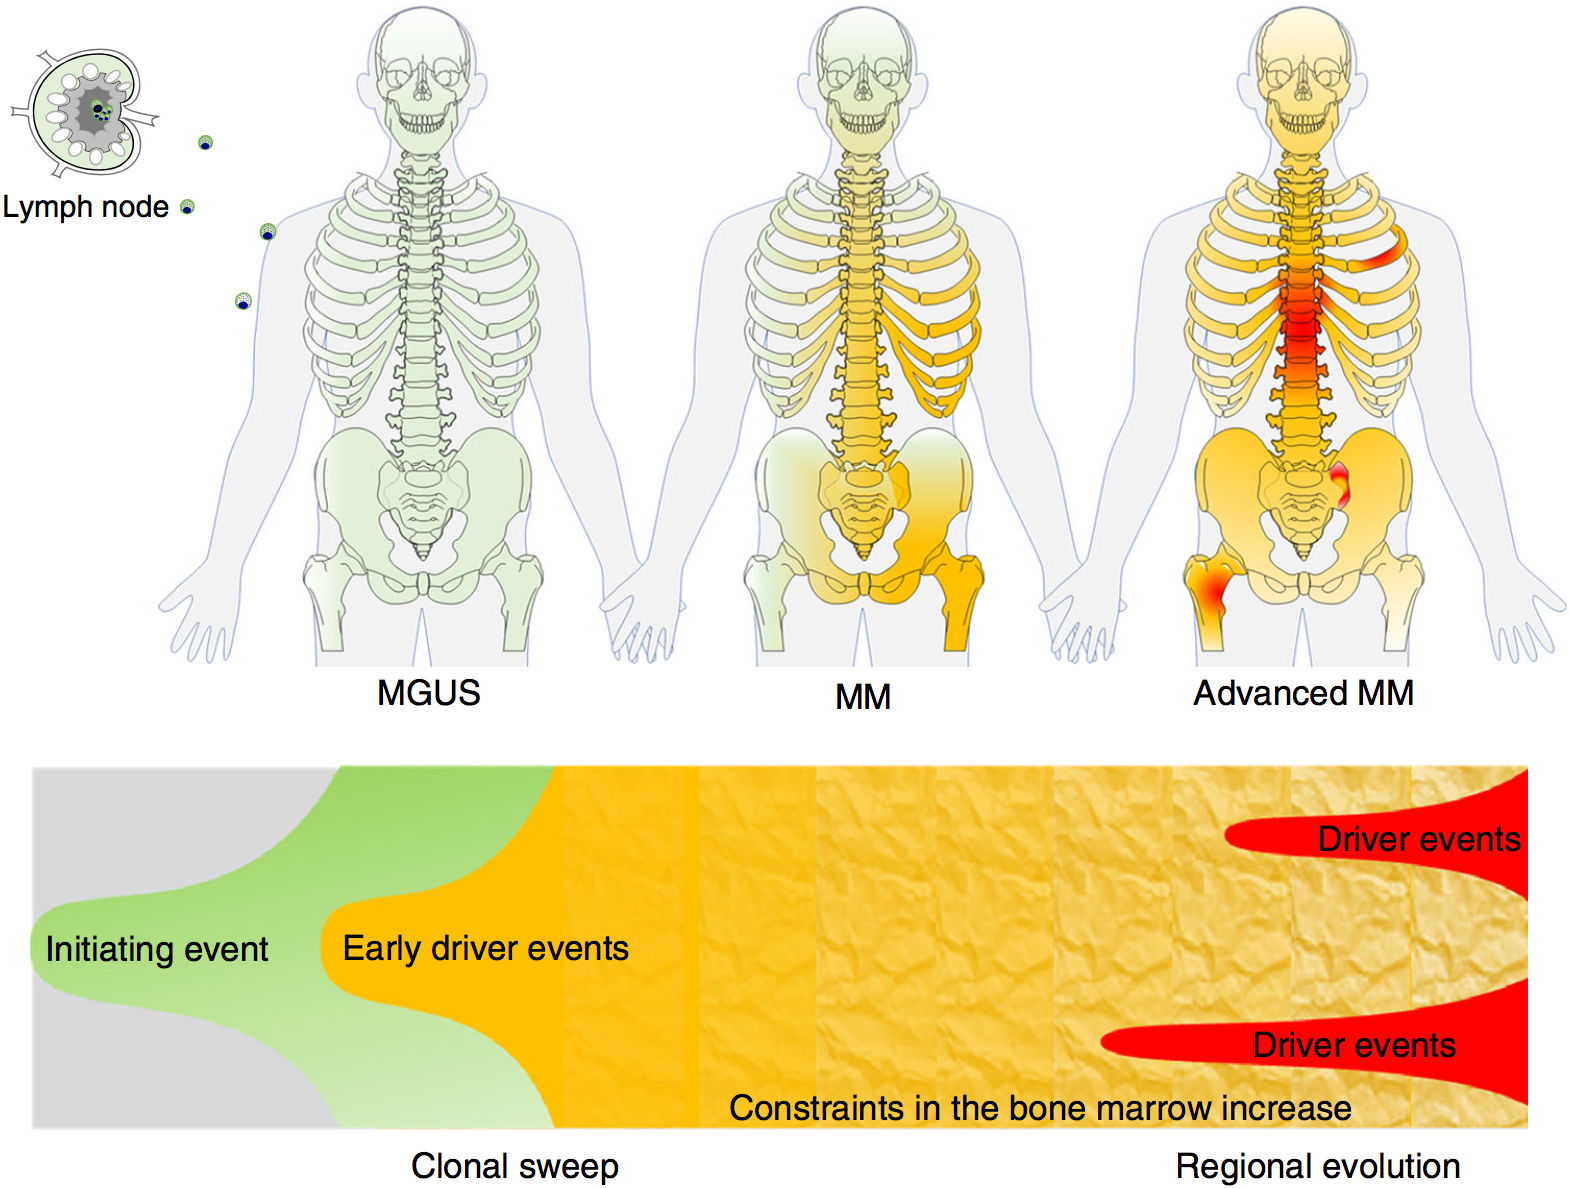 Lymph node
MGUS
MM
Advanced MM
Driver events
Initiating event
Early driver events
Driver events
Constraints in the bone marrow increase
Clonal sweep
Regional evolution